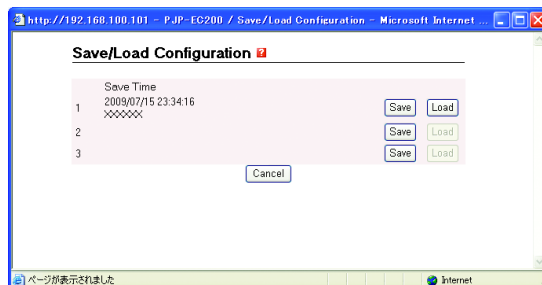 http://192.168.100.101 - PJP-EC200 / Save/Load Configuration - Microsoft Internet ...
Save/Load Configuration ?
Save Time
1 2009/07/15 23:34:16 Save Load
XXXXXX
2 Save Load
3 Save Load
Cancel
ページが表示されました Internet